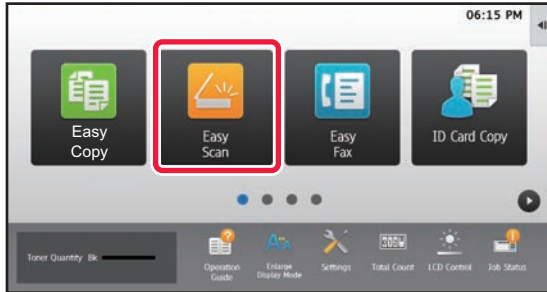 06:15 PM
Easy
Copy
Easy
Scan
Easy
Fax
ID Card Copy
Toner Quantity Bk
Operation
Guide
Enlarge
Display Mode
Settings
Total Count
LCD Control
Job Status